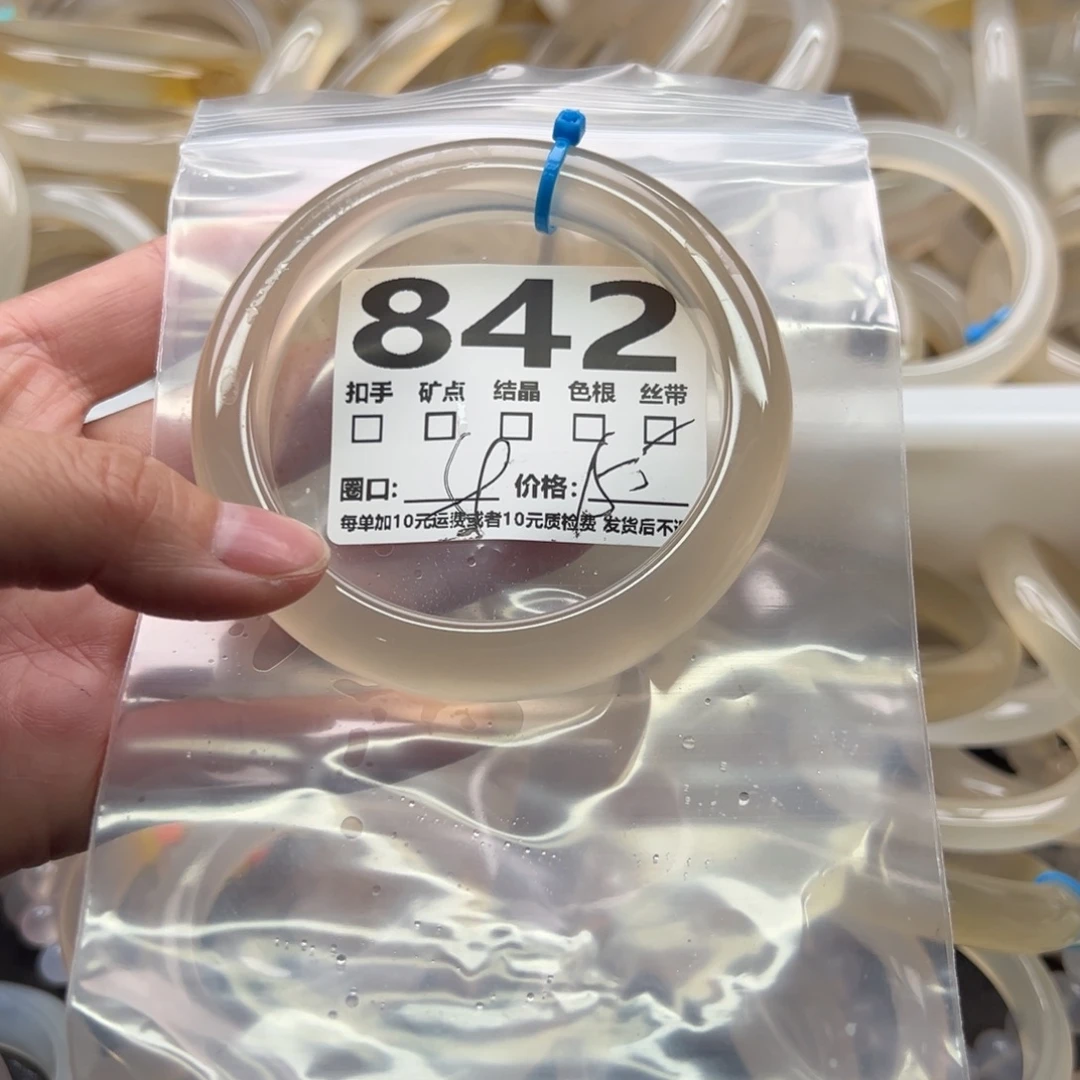 842
扣手 矿点 结晶 色根 丝带
圈口: 价格:
每单加10元运费或者10元质检费 发货后不